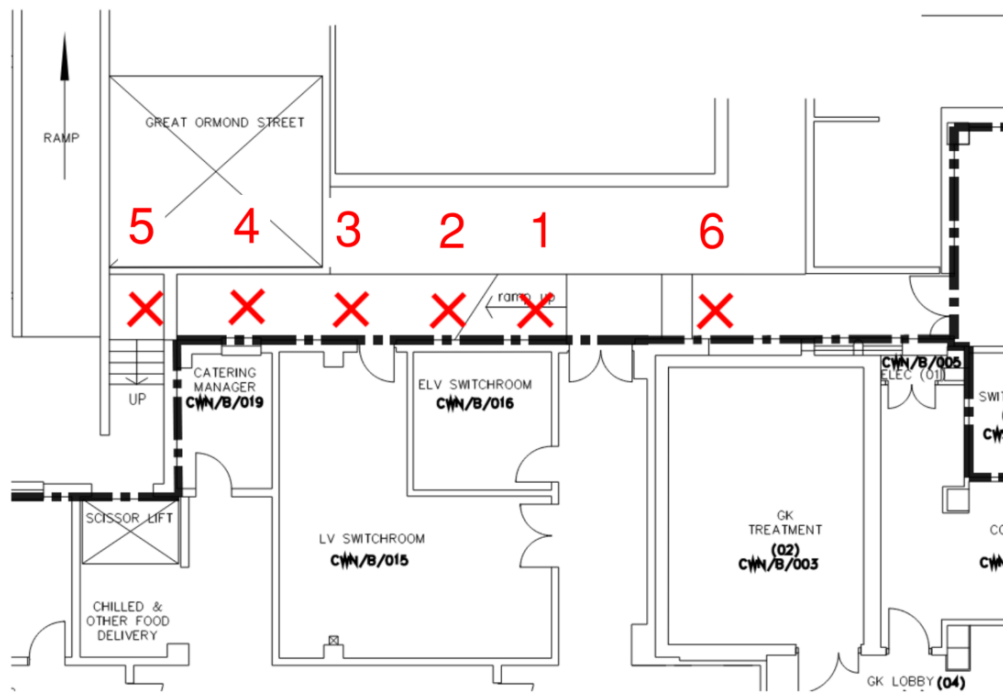 GREAT ORMOND STREET
RAMP
5
4
3
2
1
6
ramp up
CATERING
MANAGER
CWN/B/019
ELV SWITCHROOM
CWN/B/016
CWN/B/005
ELEC (01)
UP
SCISSOR LIFT
LV SWITCHROOM
CWN/B/015
GK
TREATMENT
(02)
CWN/B/003
CHILLED &
OTHER FOOD
DELIVERY
GK LOBBY (04)